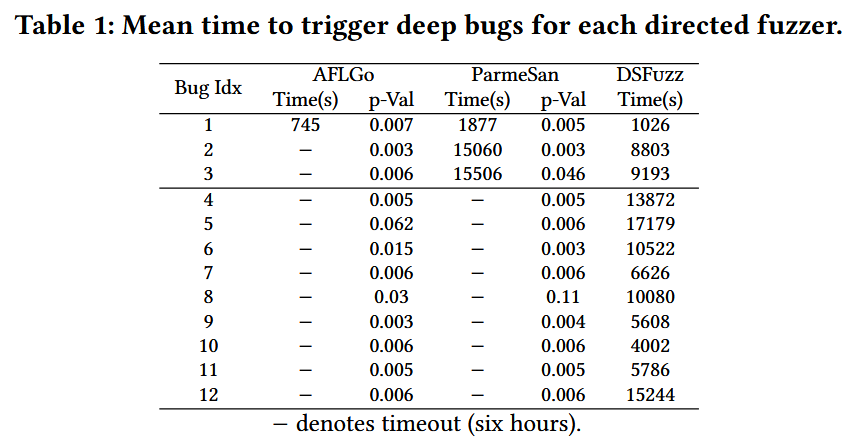 Table 1: Mean time to trigger deep bugs for each directed fuzzer.
Bug Idx AFLGo ParmeSan DSFuzz
Time(s) p-Val Time(s) p-Val Time(s)
1 745 0.007 1877 0.005 1026
2 – 0.003 15060 0.003 8803
3 – 0.006 15506 0.046 9193
4 – 0.005 – 0.005 13872
5 – 0.062 – 0.006 17179
6 – 0.015 – 0.003 10522
7 – 0.006 – 0.006 6626
8 – 0.03 – 0.11 10080
9 – 0.003 – 0.004 5608
10 – 0.006 – 0.006 4002
11 – 0.005 – 0.005 5786
12 – 0.006 – 0.006 15244
– denotes timeout (six hours).